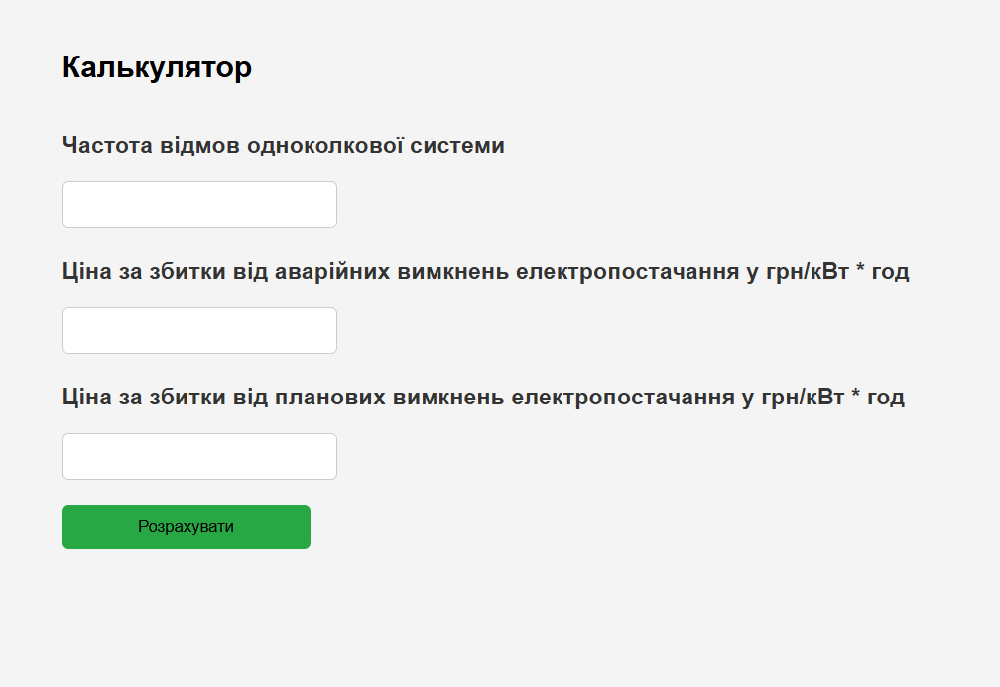 Калькулятор
Частота відмов одноколкової системи
Ціна за збитки від аварійних вимкнень електропостачання у грн/кВт * год
Ціна за збитки від планових вимкнень електропостачання у грн/кВт * год
Розрахувати